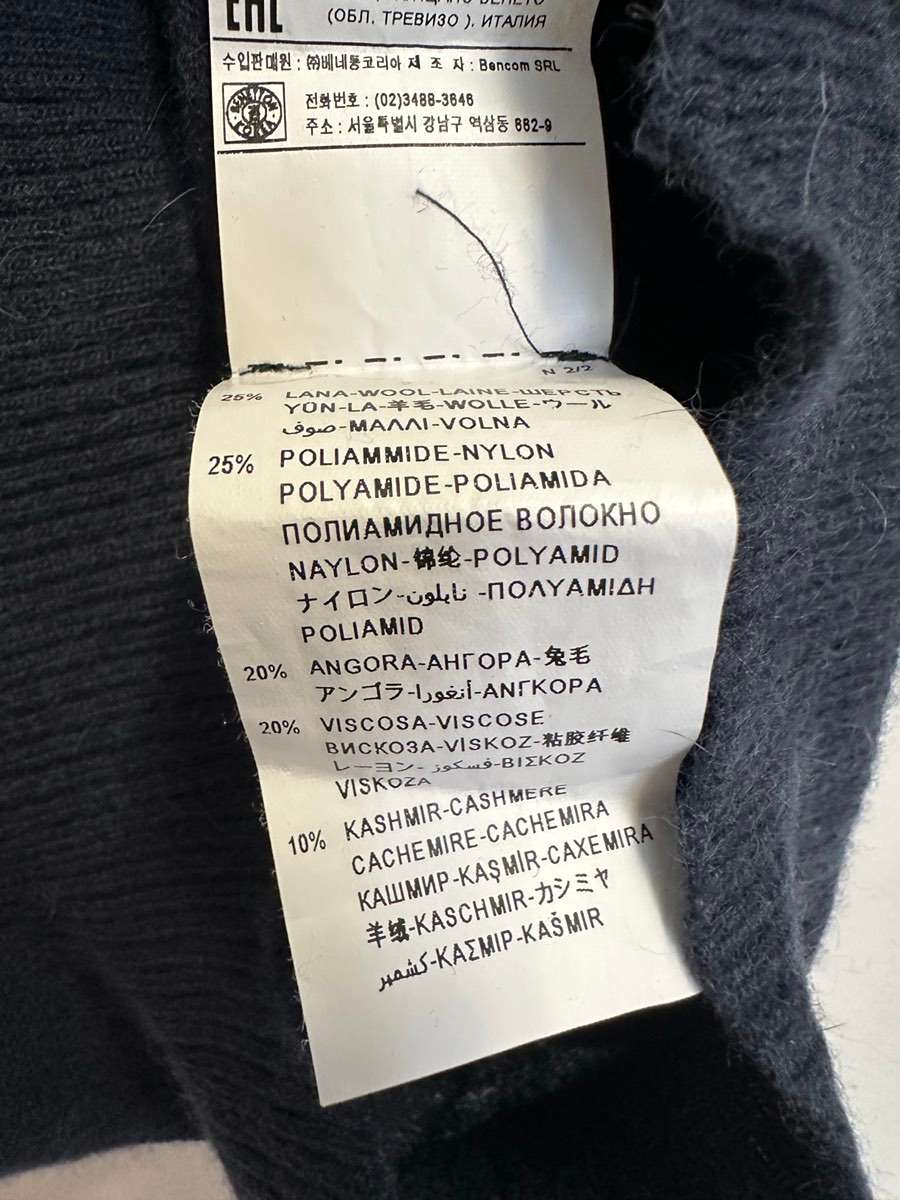 EAC
(ОБЛ. ТРЕВИЗО ). ИТАЛИЯ
수입판매원 : ㈜베네통코리아 제 조 자 : Bencom SRL
BENETTON KOREA
전화번호 : (02)3488-3646
주소 : 서울특별시 강남구 역삼동 662-9
N 2/2
25% LANA-WOOL-LAINE-ШЕРСТЬ
YÜN-LA-羊毛-WOLLE-ウール
صوف-ΜΑΛΛΙ-VOLNA
25% POLIAMMIDE-NYLON
POLYAMIDE-POLIAMIDA
ПОЛИАМИДНОЕ ВОЛОКНО
NAYLON-锦纶-POLYAMID
ナイロン-نايلون -ΠΟΛΥΑΜΙΔΗ
POLIAMID
20% ANGORA-АНГОРА-兔毛
アンゴラ-أنغورا-ΑΝΓΚΟΡΑ
20% VISCOSA-VISCOSE
ВИСКОЗА-VİSKOZ-粘胶纤维
レーヨン-فسكوز-ΒΙΣΚΟΖ
VISKOZA
10% KASHMIR-CASHMERE
CACHEMIRE-CACHEMIRA
КАШМИР-KAŞMİR-CAXEMIRA
羊绒-KASCHMIR-カシミヤ
كشمير-ΚΑΣΜΙΡ-KAŠMIR